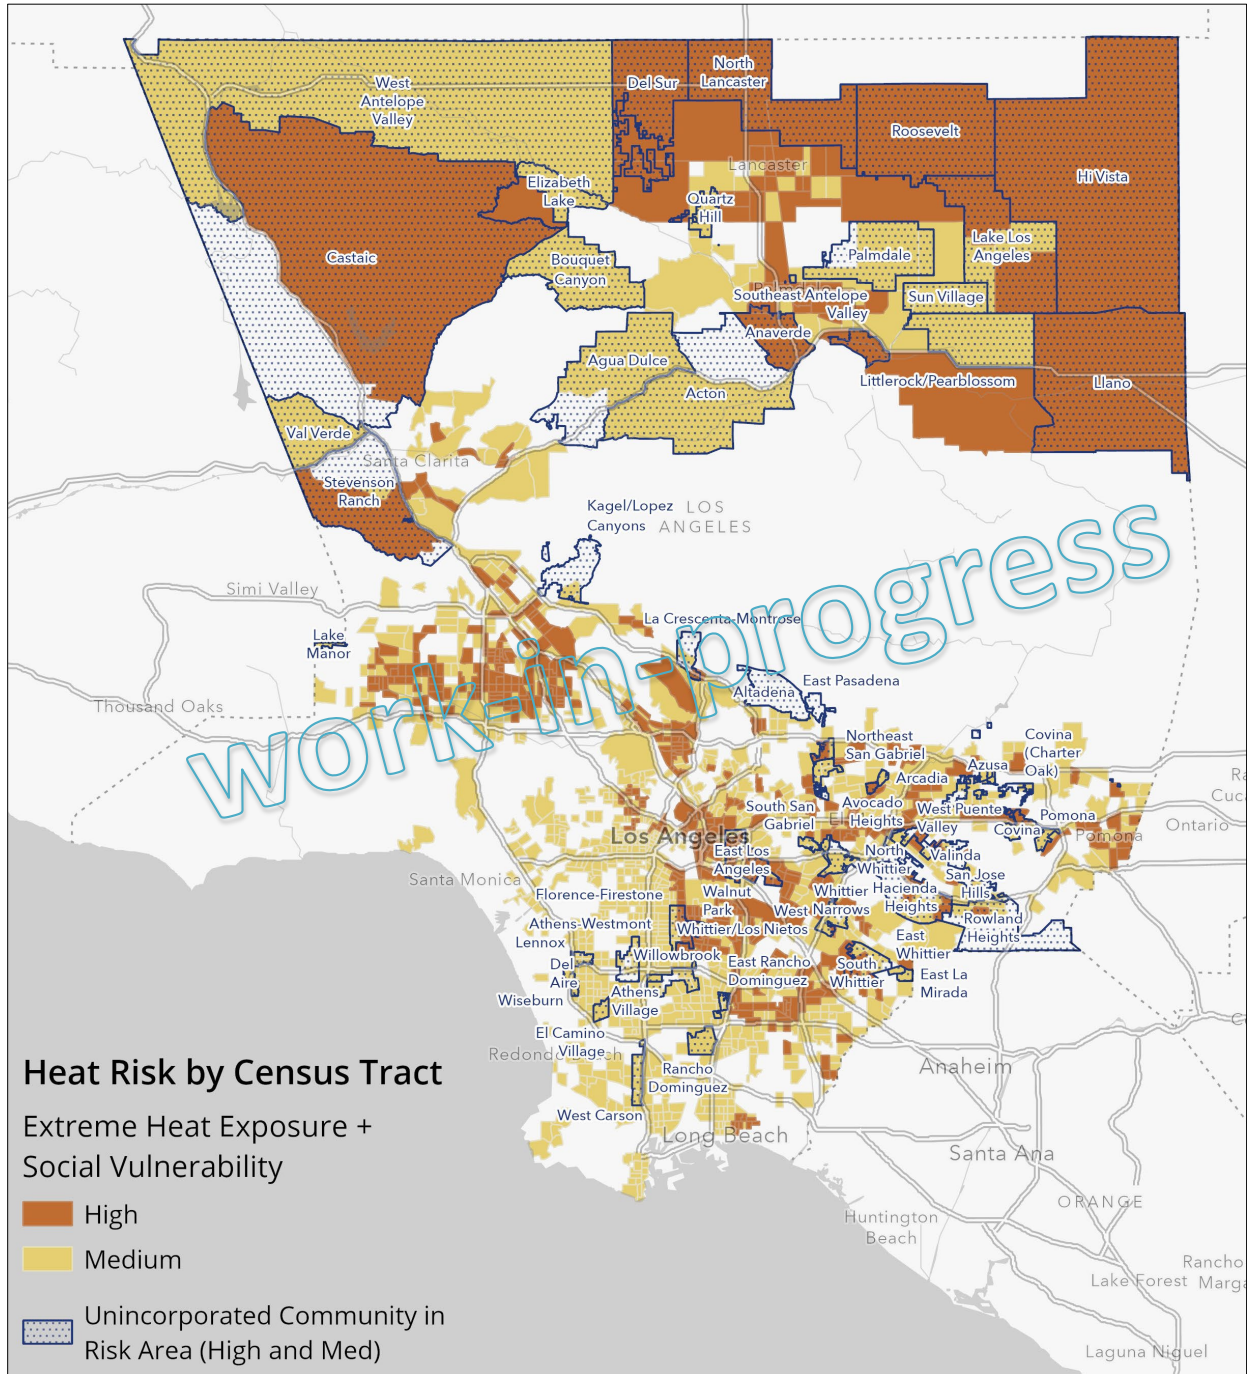 West
Antelope
Valley
Del Sur
North
Lancaster
Roosevelt
Hi Vista
Lancaster
Elizabeth
Lake
Quartz
Hill
Castaic
Bouquet
Canyon
Palmdale
Lake Los
Angeles
Palmdale
Southeast Antelope
Valley
Sun Village
Anaverde
Agua Dulce
Acton
Littlerock/Pearblossom
Llano
Val Verde
Santa Clarita
Stevenson
Ranch
Kagel/Lopez
Canyons
LOS
ANGELES
work-in-progress
Simi Valley
La Crescenta-Montrose
Lake
Manor
East Pasadena
Altadena
Thousand Oaks
Northeast
San Gabriel
Covina
(Charter
Oak)
Azusa
Arcadia
South San
Gabriel
Avocado
Heights
West Puente
Valley
Pomona
Covina
Pomona
Ontario
Los Angeles
East Los
Angeles
North
Whittier
Valinda
San Jose
Hills
Santa Monica
Florence-Firestone
Walnut
Park
Whittier
Narrows
Hacienda
Heights
Rowland
Heights
Athens-Westmont
West
Whittier/Los Nietos
Lennox
Willowbrook
East
Whittier
Del
Aire
East Rancho
Dominguez
South
Whittier
East La
Mirada
Wiseburn
Athens
Village
El Camino
Village
Rancho
Dominguez
Anaheim
West Carson
Long Beach
Santa Ana
ORANGE
Huntington
Beach
Rancho
Lake Forest
Laguna Niguel
Heat Risk by Census Tract
Extreme Heat Exposure +
Social Vulnerability
High
Medium
Unincorporated Community in
Risk Area (High and Med)